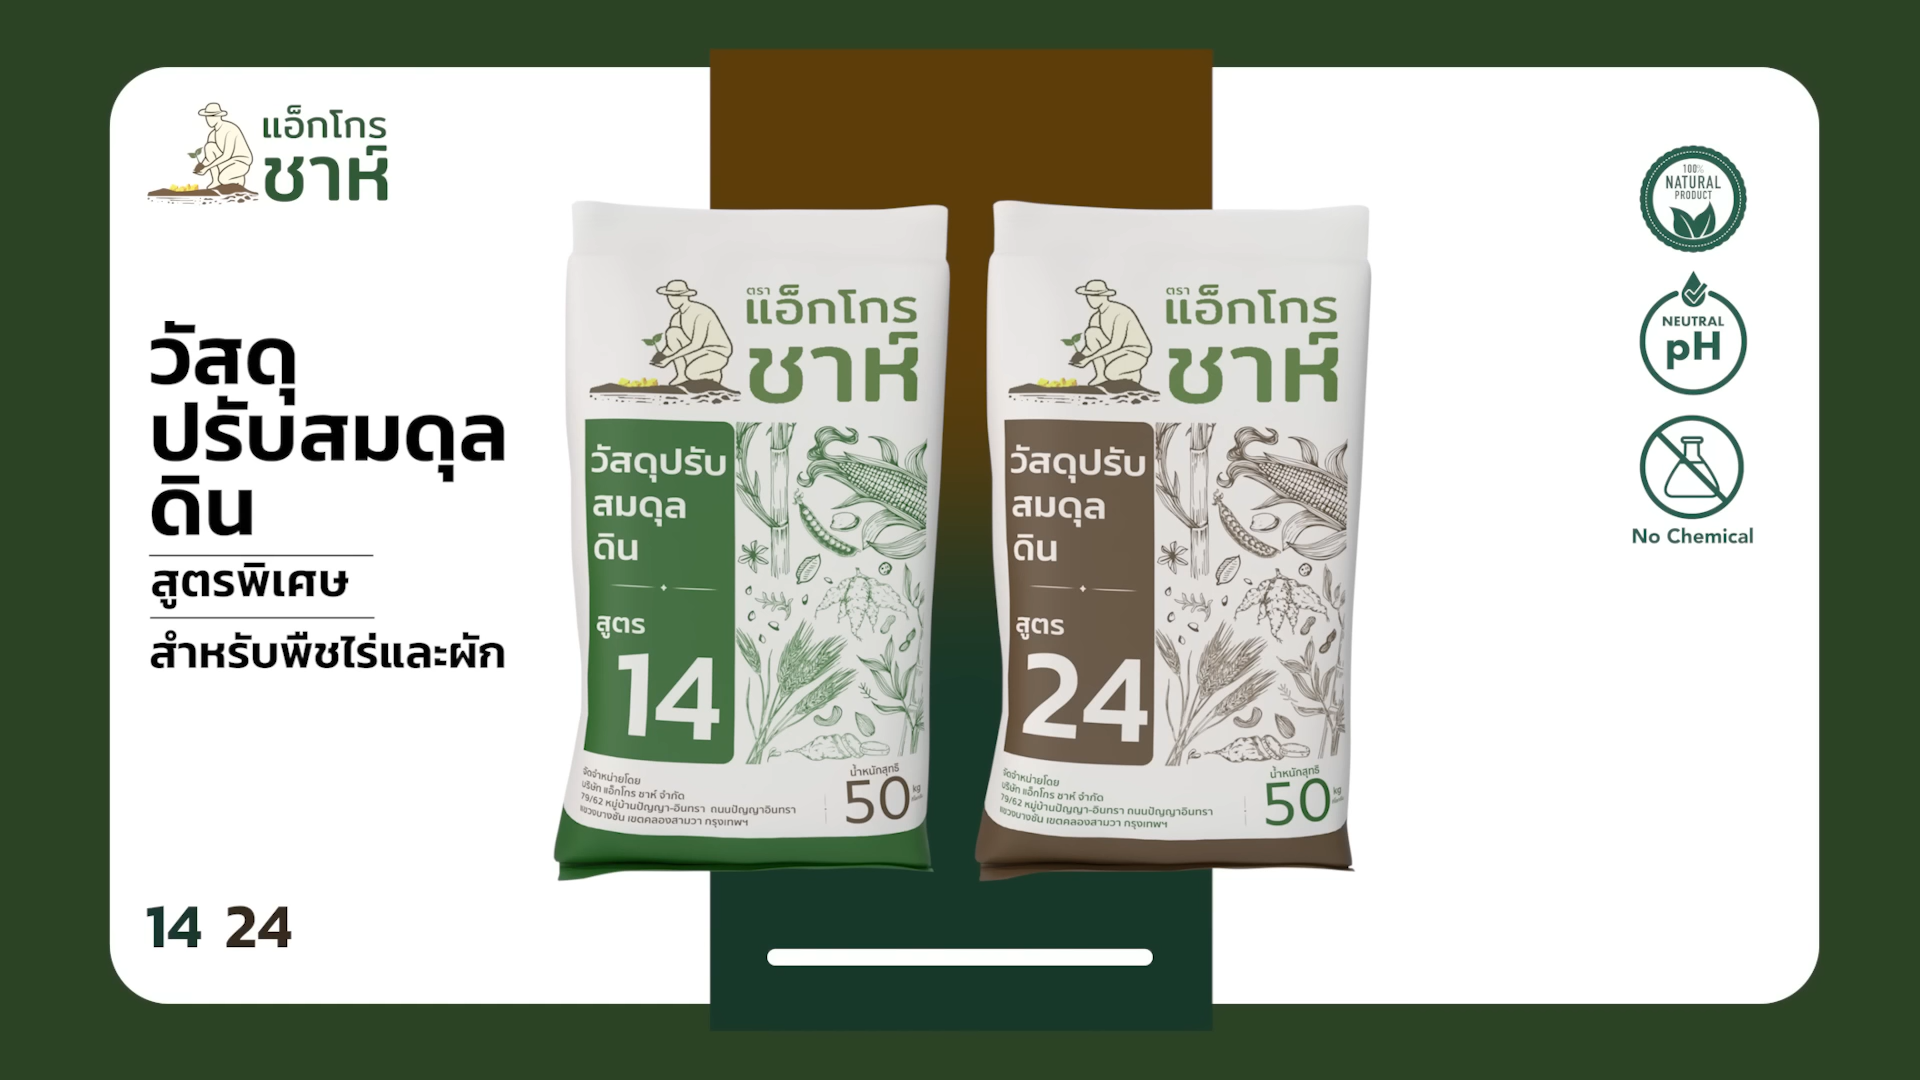 แอ็กโกร
ชาห์
วัสดุ
ปรับสมดุล
ดิน
สูตรพิเศษ
สำหรับพืชไร่และผัก
14 24
ตรา
แอ็กโกร
ชาห์
วัสดุปรับ
สมดุล
ดิน
สูตร
14
จัดจำหน่ายโดย
บริษัท แอ็กโกร ชาห์ จำกัด
79/62 หมู่บ้านปัญญา-อินทรา ถนนปัญญาอินทรา
แขวงบางชัน เขตคลองสามวา กรุงเทพฯ
น้ำหนักสุทธิ
50 kg
ตรา
แอ็กโกร
ชาห์
วัสดุปรับ
สมดุล
ดิน
สูตร
24
จัดจำหน่ายโดย
บริษัท แอ็กโกร ชาห์ จำกัด
79/62 หมู่บ้านปัญญา-อินทรา ถนนปัญญาอินทรา
แขวงบางชัน เขตคลองสามวา กรุงเทพฯ
น้ำหนักสุทธิ
50 kg
100%
NATURAL
PRODUCT
NEUTRAL
pH
No Chemical